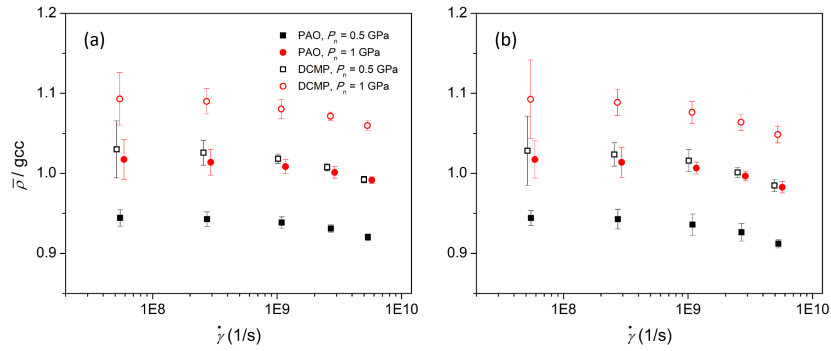 (a)
PAO, Pₙ = 0.5 GPa
PAO, Pₙ = 1 GPa
DCMP, Pₙ = 0.5 GPa
DCMP, Pₙ = 1 GPa
1.2
1.1
1.0
0.9
ρ̄ / gcc
1E8
1E9
1E10
γ̇ (1/s)
(b)
1.2
1.1
1.0
0.9
1E8
1E9
1E10
γ̇ (1/s)